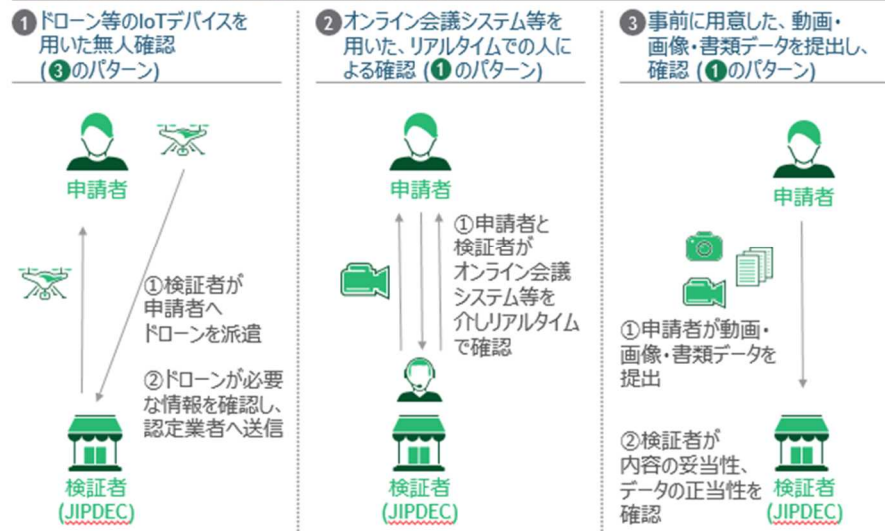 1 ドローン等のIoTデバイスを
用いた無人確認
(3のパターン)
申請者
①検証者が
申請者へ
ドローンを派遣
②ドローンが必要
な情報を確認し、
認定業者へ送信
検証者
(JIPDEC)
2 オンライン会議システム等を
用いた、リアルタイムでの人に
よる確認 (1のパターン)
申請者
①申請者と
検証者が
オンライン会議
システム等を
介しリアルタイム
で確認
検証者
(JIPDEC)
3 事前に用意した、動画・
画像・書類データを提出し、
確認 (1のパターン)
申請者
①申請者が動画・
画像・書類データを
提出
②検証者が
内容の妥当性、
データの正当性を
確認
検証者
(JIPDEC)